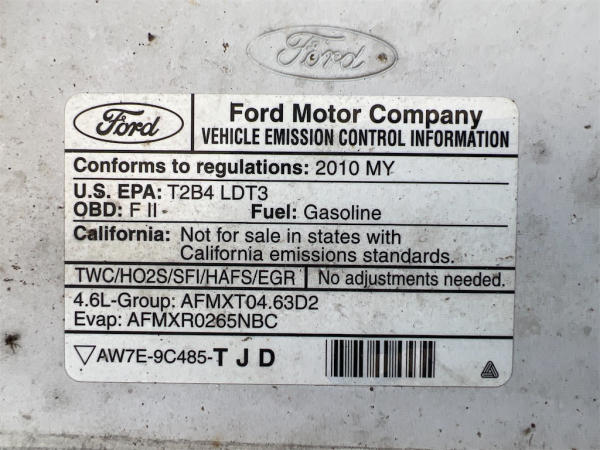 Ford
Ford
Ford Motor Company
VEHICLE EMISSION CONTROL INFORMATION
Conforms to regulations: 2010 MY
U.S. EPA: T2B4 LDT3
OBD: F II Fuel: Gasoline
California: Not for sale in states with
California emissions standards.
TWC/HO2S/SFI/HAFS/EGR No adjustments needed.
4.6L-Group: AFMXT04.63D2
Evap: AFMXR0265NBC
▽AW7E-9C485-T J D